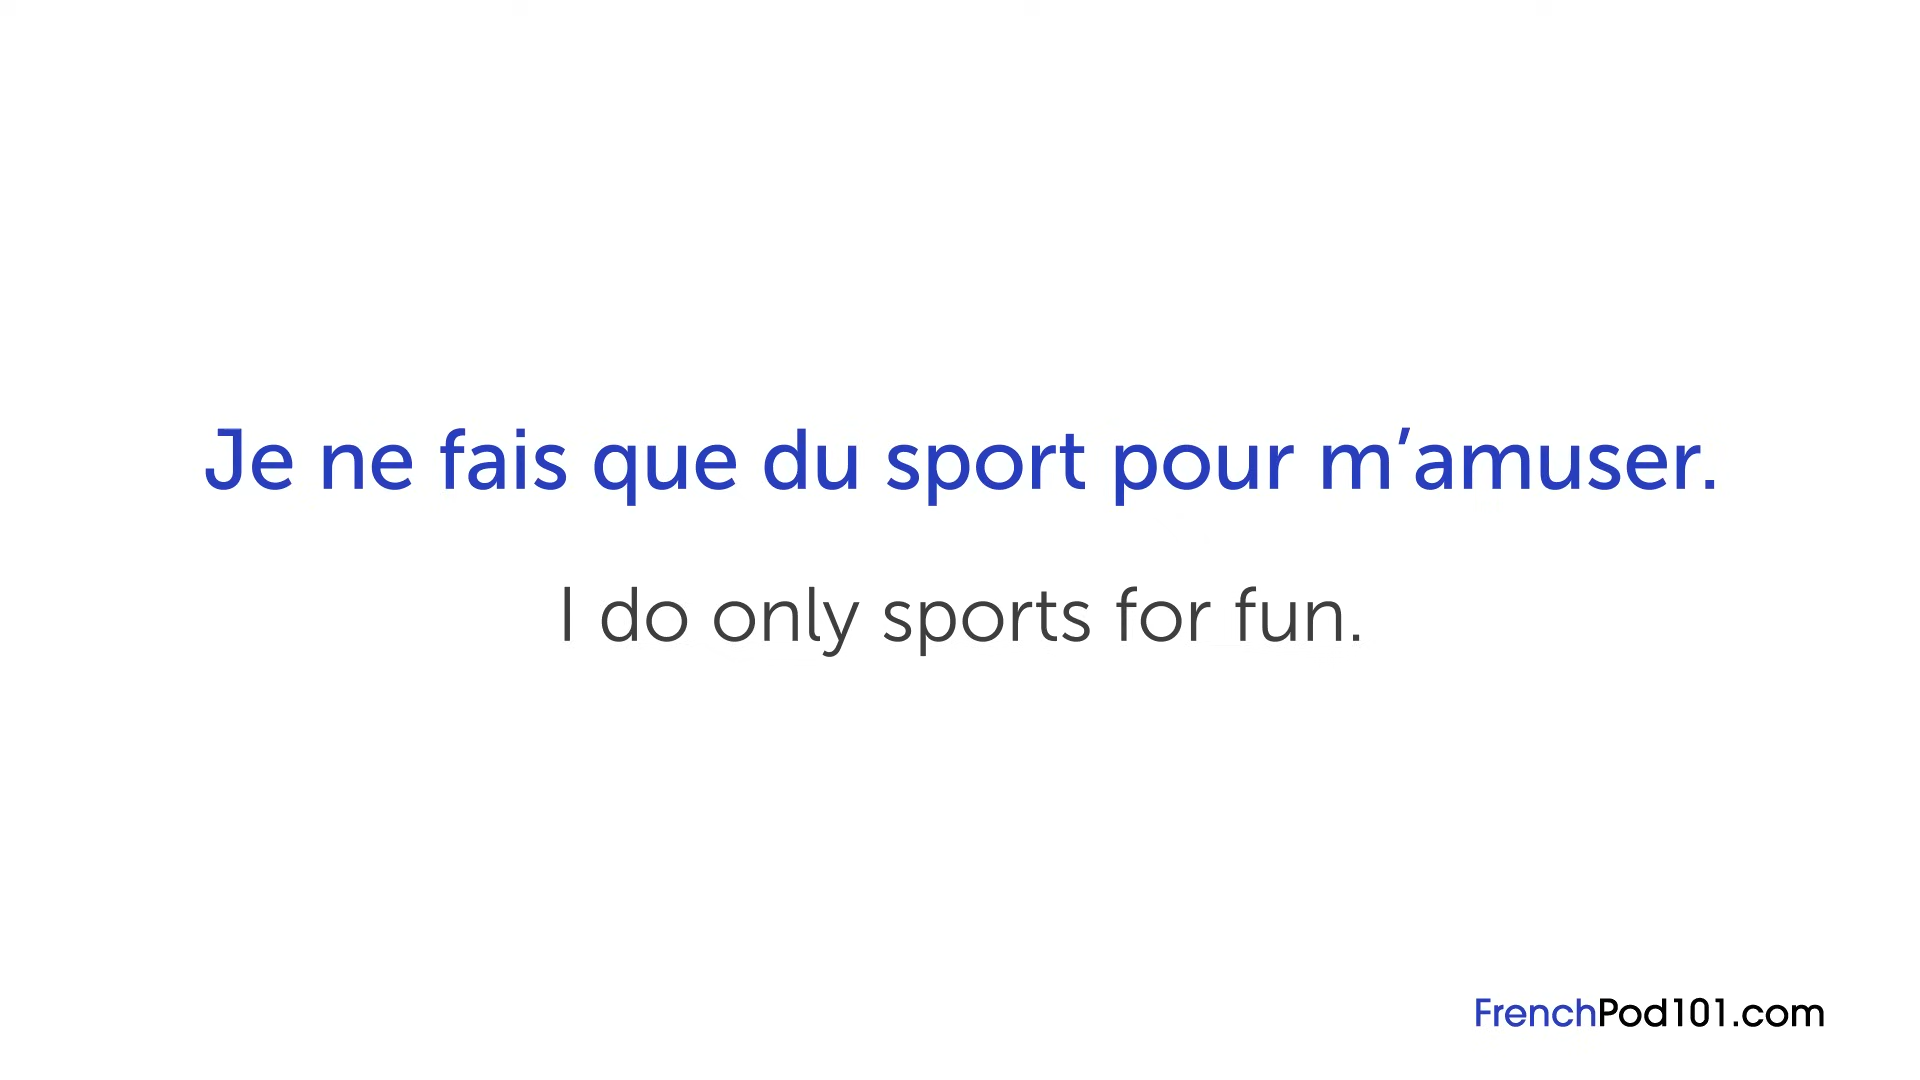 Je ne fais que du sport pour m’amuser.
I do only sports for fun.
FrenchPod101.com